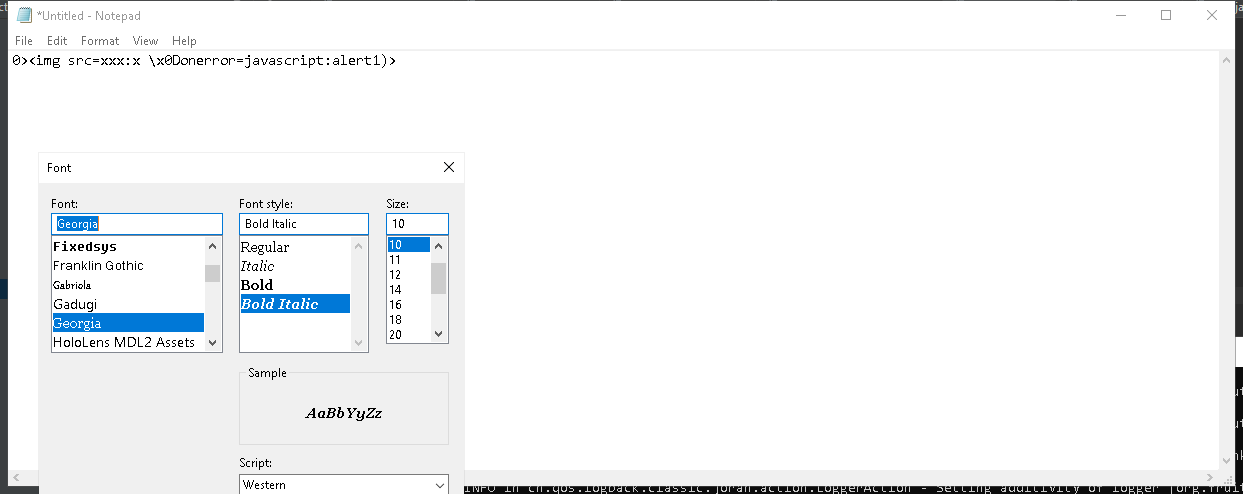 *Untitled - Notepad
File Edit Format View Help
0><img src=xxx:x \x0Donerror=javascript:alert1)>
Font
Font: Font style: Size:
Georgia Bold Italic 10
Fixedsys Regular 10
Franklin Gothic Italic 11
Gabriola Bold 12
Gadugi Bold Italic 14
Georgia 16
HoloLens MDL2 Assets 18
20
Sample
AaBbYyZz
Script:
Western
INFO in ch.qos.logback.classic.joran.action.LoggerAction - Setting additivity of logger